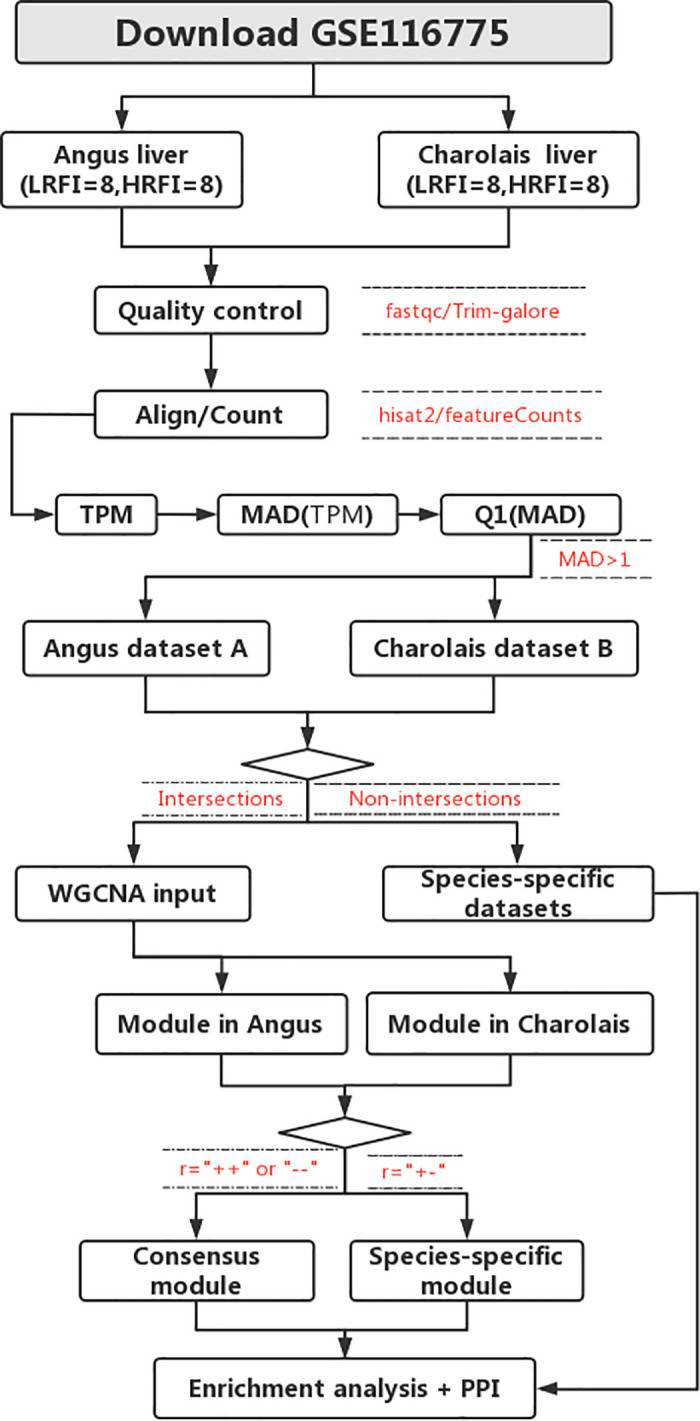 Download GSE116775
Angus liver
(LRFI=8,HRFI=8)
Charolais liver
(LRFI=8,HRFI=8)
Quality control
fastqc/Trim-galore
Align/Count
hisat2/featureCounts
TPM
MAD(TPM)
Q1(MAD)
MAD>1
Angus dataset A
Charolais dataset B
Intersections
Non-intersections
WGCNA input
Species-specific
datasets
Module in Angus
Module in Charolais
r="++" or "--"
r="+-"
Consensus
module
Species-specific
module
Enrichment analysis + PPI